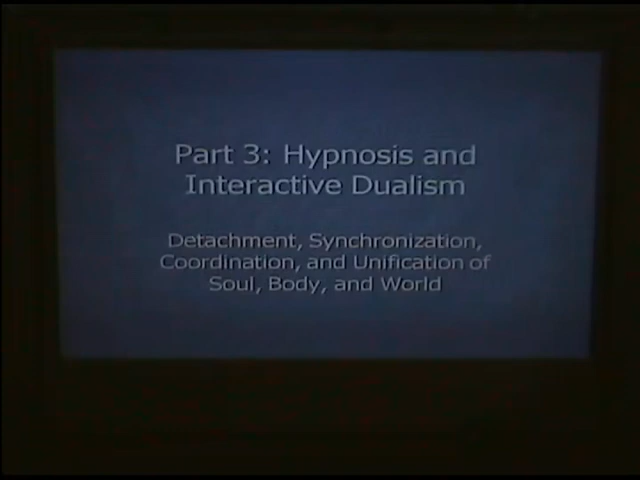 Part 3: Hypnosis and
Interactive Dualism
Detachment, Synchronization,
Coordination, and Unification of
Soul, Body, and World